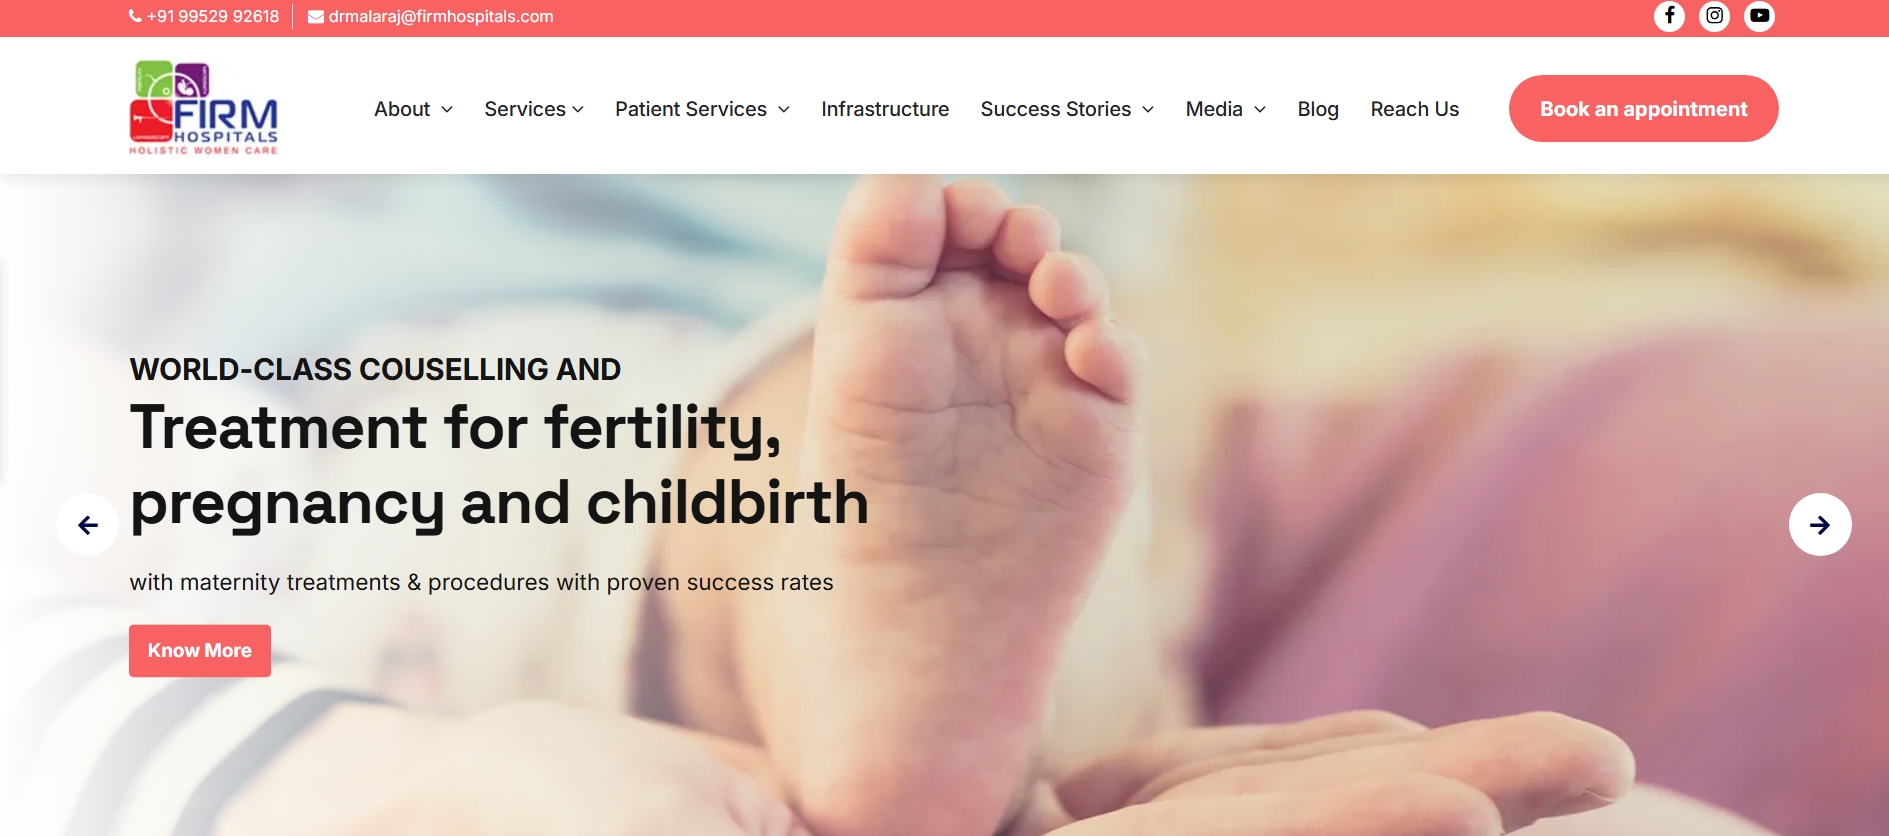 +91 99529 92618
drmalaraj@firmhospitals.com
FIRM
HOSPITALS
HOLISTIC WOMEN CARE
About
Services
Patient Services
Infrastructure
Success Stories
Media
Blog
Reach Us
Book an appointment
WORLD-CLASS COUSELLING AND
Treatment for fertility,
pregnancy and childbirth
with maternity treatments & procedures with proven success rates
Know More